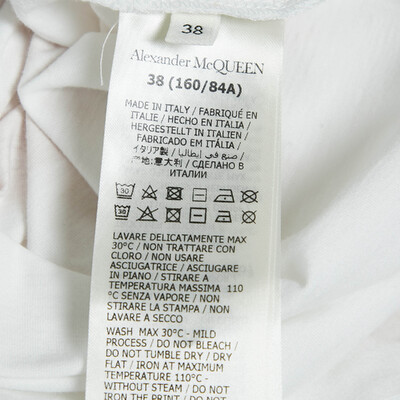 38
Alexander McQUEEN
38 (160/84A)
MADE IN ITALY / FABRIQUÉ EN
ITALIE / HECHO EN ITALIA /
HERGESTELLT IN ITALIEN /
FABRICADO EM ITÁLIA /
イタリア製 / صنع في إيطاليا /
产地:意大利 / СДЕЛАНО В
ИТАЛИИ
30
30
LAVARE DELICATAMENTE MAX
30°C / NON TRATTARE CON
CLORO / NON USARE
ASCIUGATRICE / ASCIUGARE
IN PIANO / STIRARE A
TEMPERATURA MASSIMA 110
°C SENZA VAPORE / NON
STIRARE LA STAMPA / NON
LAVARE A SECCO
WASH MAX 30°C - MILD
PROCESS / DO NOT BLEACH /
DO NOT TUMBLE DRY / DRY
FLAT / IRON AT MAXIMUM
TEMPERATURE 110°C -
WITHOUT STEAM / DO NOT
IRON THE PRINT / DO NOT